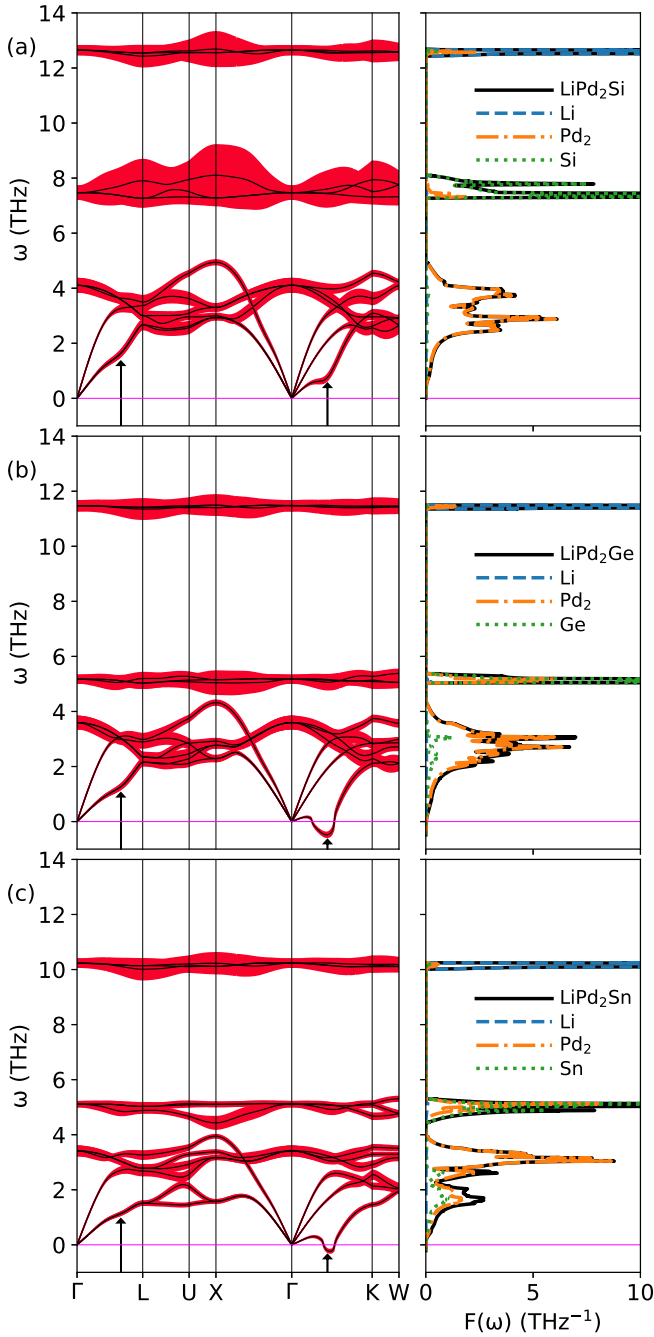 (a)
14
12
10
8
6
4
2
0
ω (THz)
LiPd₂Si
Li
Pd₂
Si
(b)
14
12
10
8
6
4
2
0
ω (THz)
LiPd₂Ge
Li
Pd₂
Ge
(c)
14
12
10
8
6
4
2
0
ω (THz)
LiPd₂Sn
Li
Pd₂
Sn
Γ L U X Γ K W
0 5 10
F(ω) (THz⁻¹)